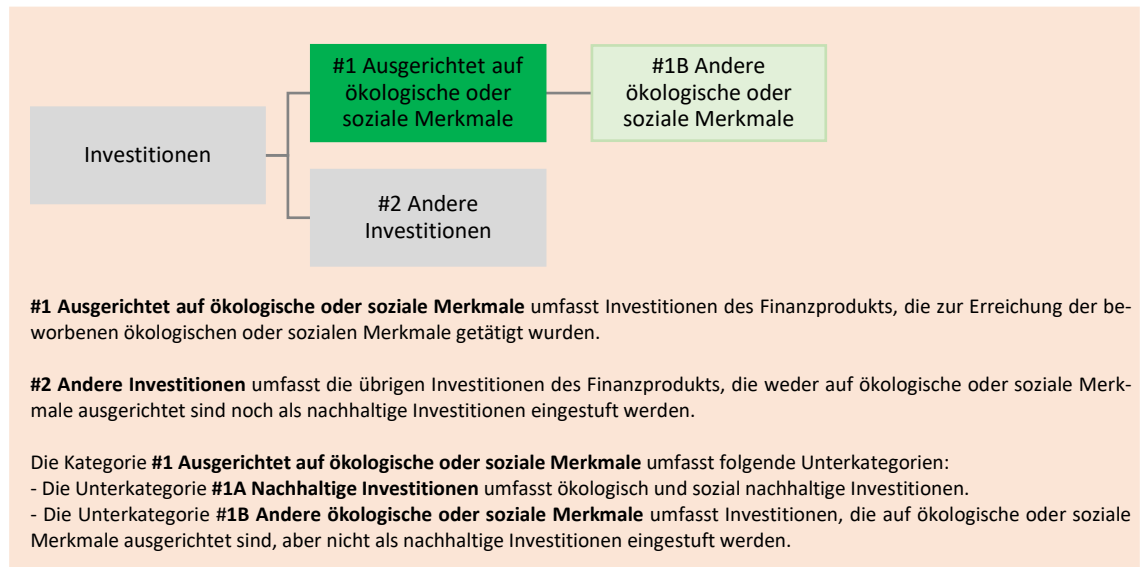 #1 Ausgerichtet auf
ökologische oder
soziale Merkmale
#1B Andere
ökologische oder
soziale Merkmale
Investitionen
#2 Andere
Investitionen
#1 Ausgerichtet auf ökologische oder soziale Merkmale umfasst Investitionen des Finanzprodukts, die zur Erreichung der be-
worbenen ökologischen oder sozialen Merkmale getätigt wurden.
#2 Andere Investitionen umfasst die übrigen Investitionen des Finanzprodukts, die weder auf ökologische oder soziale Merk-
male ausgerichtet sind noch als nachhaltige Investitionen eingestuft werden.
Die Kategorie #1 Ausgerichtet auf ökologische oder soziale Merkmale umfasst folgende Unterkategorien:
- Die Unterkategorie #1A Nachhaltige Investitionen umfasst ökologisch und sozial nachhaltige Investitionen.
- Die Unterkategorie #1B Andere ökologische oder soziale Merkmale umfasst Investitionen, die auf ökologische oder soziale
Merkmale ausgerichtet sind, aber nicht als nachhaltige Investitionen eingestuft werden.